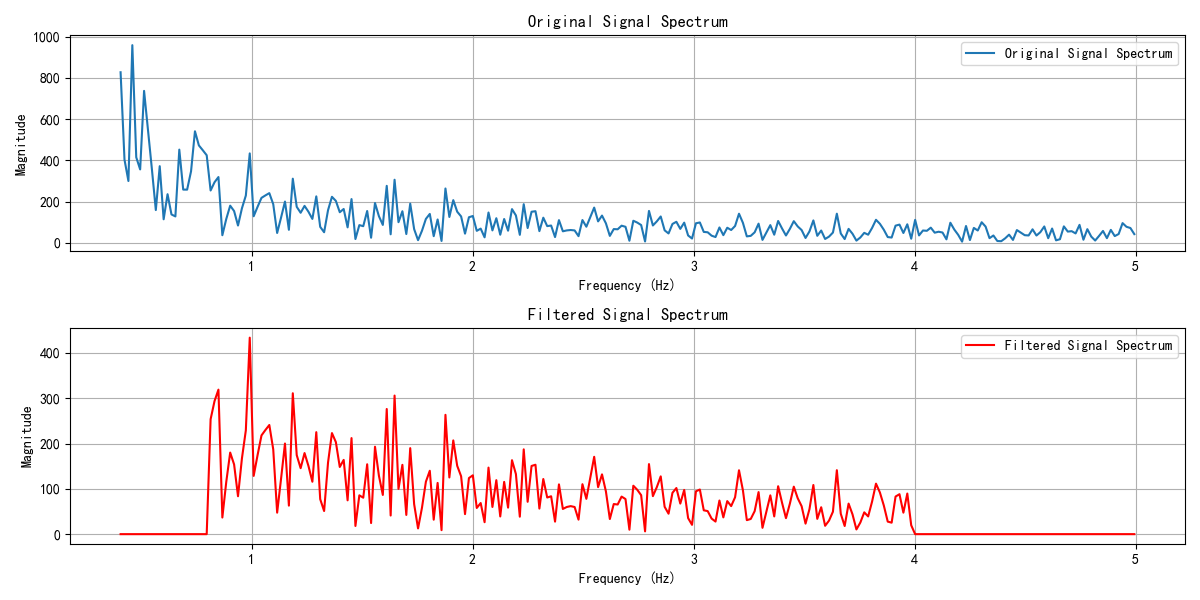 Original Signal Spectrum
1000
800
600
400
200
0
Magnitude
Original Signal Spectrum
1 2 3 4 5
Frequency (Hz)
Filtered Signal Spectrum
400
300
200
100
0
Magnitude
Filtered Signal Spectrum
1 2 3 4 5
Frequency (Hz)